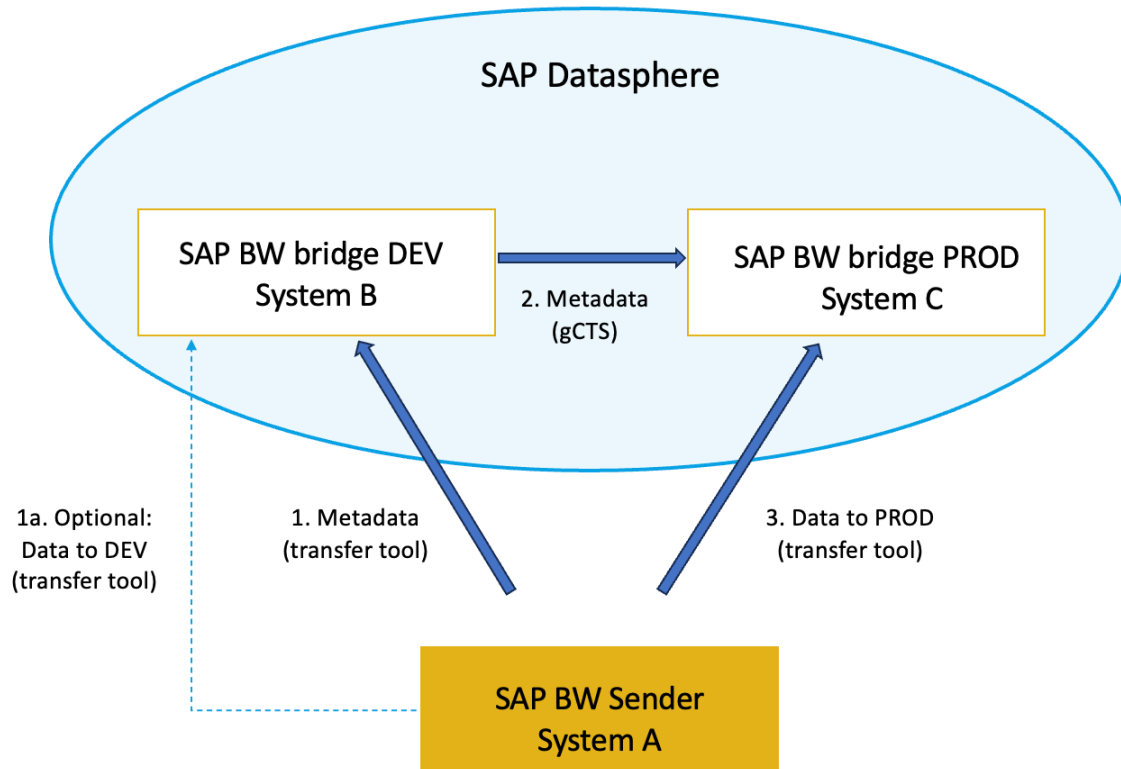 SAP Datasphere
SAP BW bridge DEV
System B
SAP BW bridge PROD
System C
2. Metadata
(gCTS)
1a. Optional:
Data to DEV
(transfer tool)
1. Metadata
(transfer tool)
3. Data to PROD
(transfer tool)
SAP BW Sender
System A